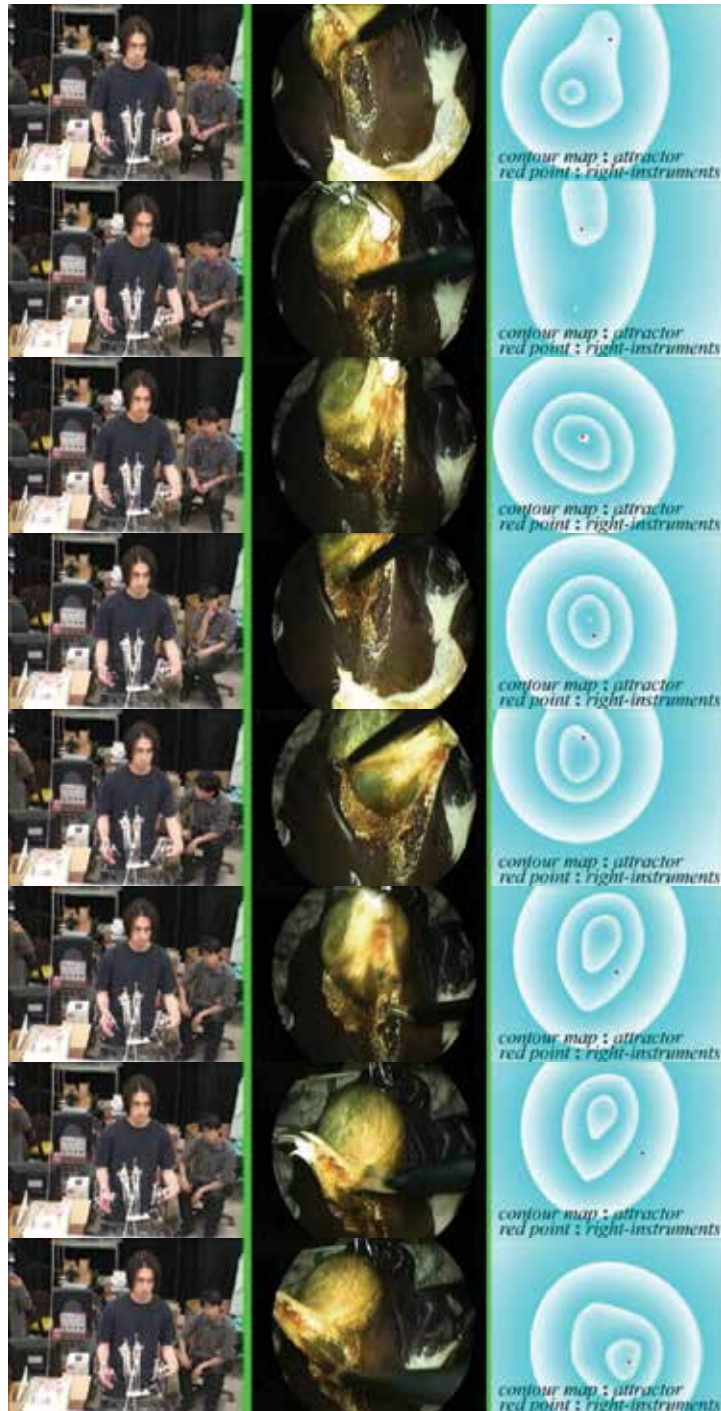 contour map : attractor
red point : right-instruments
contour map : attractor
red point : right-instruments
contour map : attractor
red point : right-instruments
contour map : attractor
red point : right-instruments
contour map : attractor
red point : right-instruments
contour map : attractor
red point : right-instruments
contour map : attractor
red point : right-instruments
contour map : attractor
red point : right-instruments